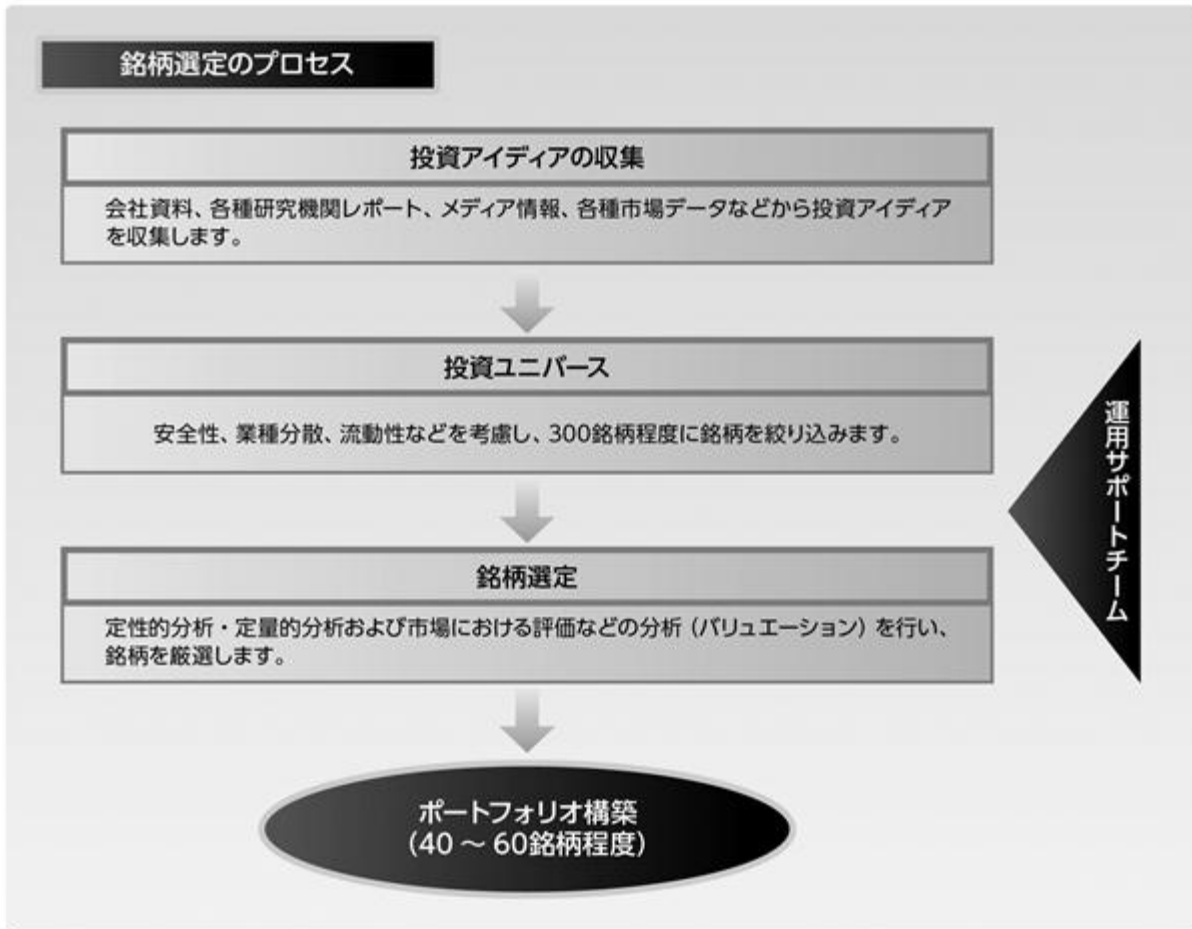 銘柄選定のプロセス
投資アイディアの収集
会社資料、各種研究機関レポート、メディア情報、各種市場データなどから投資アイディア
を収集します。
投資ユニバース
安全性、業種分散、流動性などを考慮し、300銘柄程度に銘柄を絞り込みます。
運用サポートチーム
銘柄選定
定性的分析・定量的分析および市場における評価などの分析（バリュエーション）を行い、
銘柄を厳選します。
ポートフォリオ構築
（40 ～ 60銘柄程度）